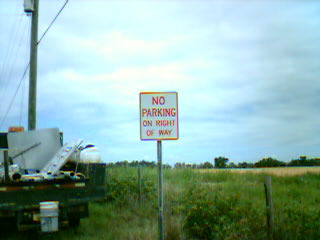 NO
PARKING
ON RIGHT
OF WAY